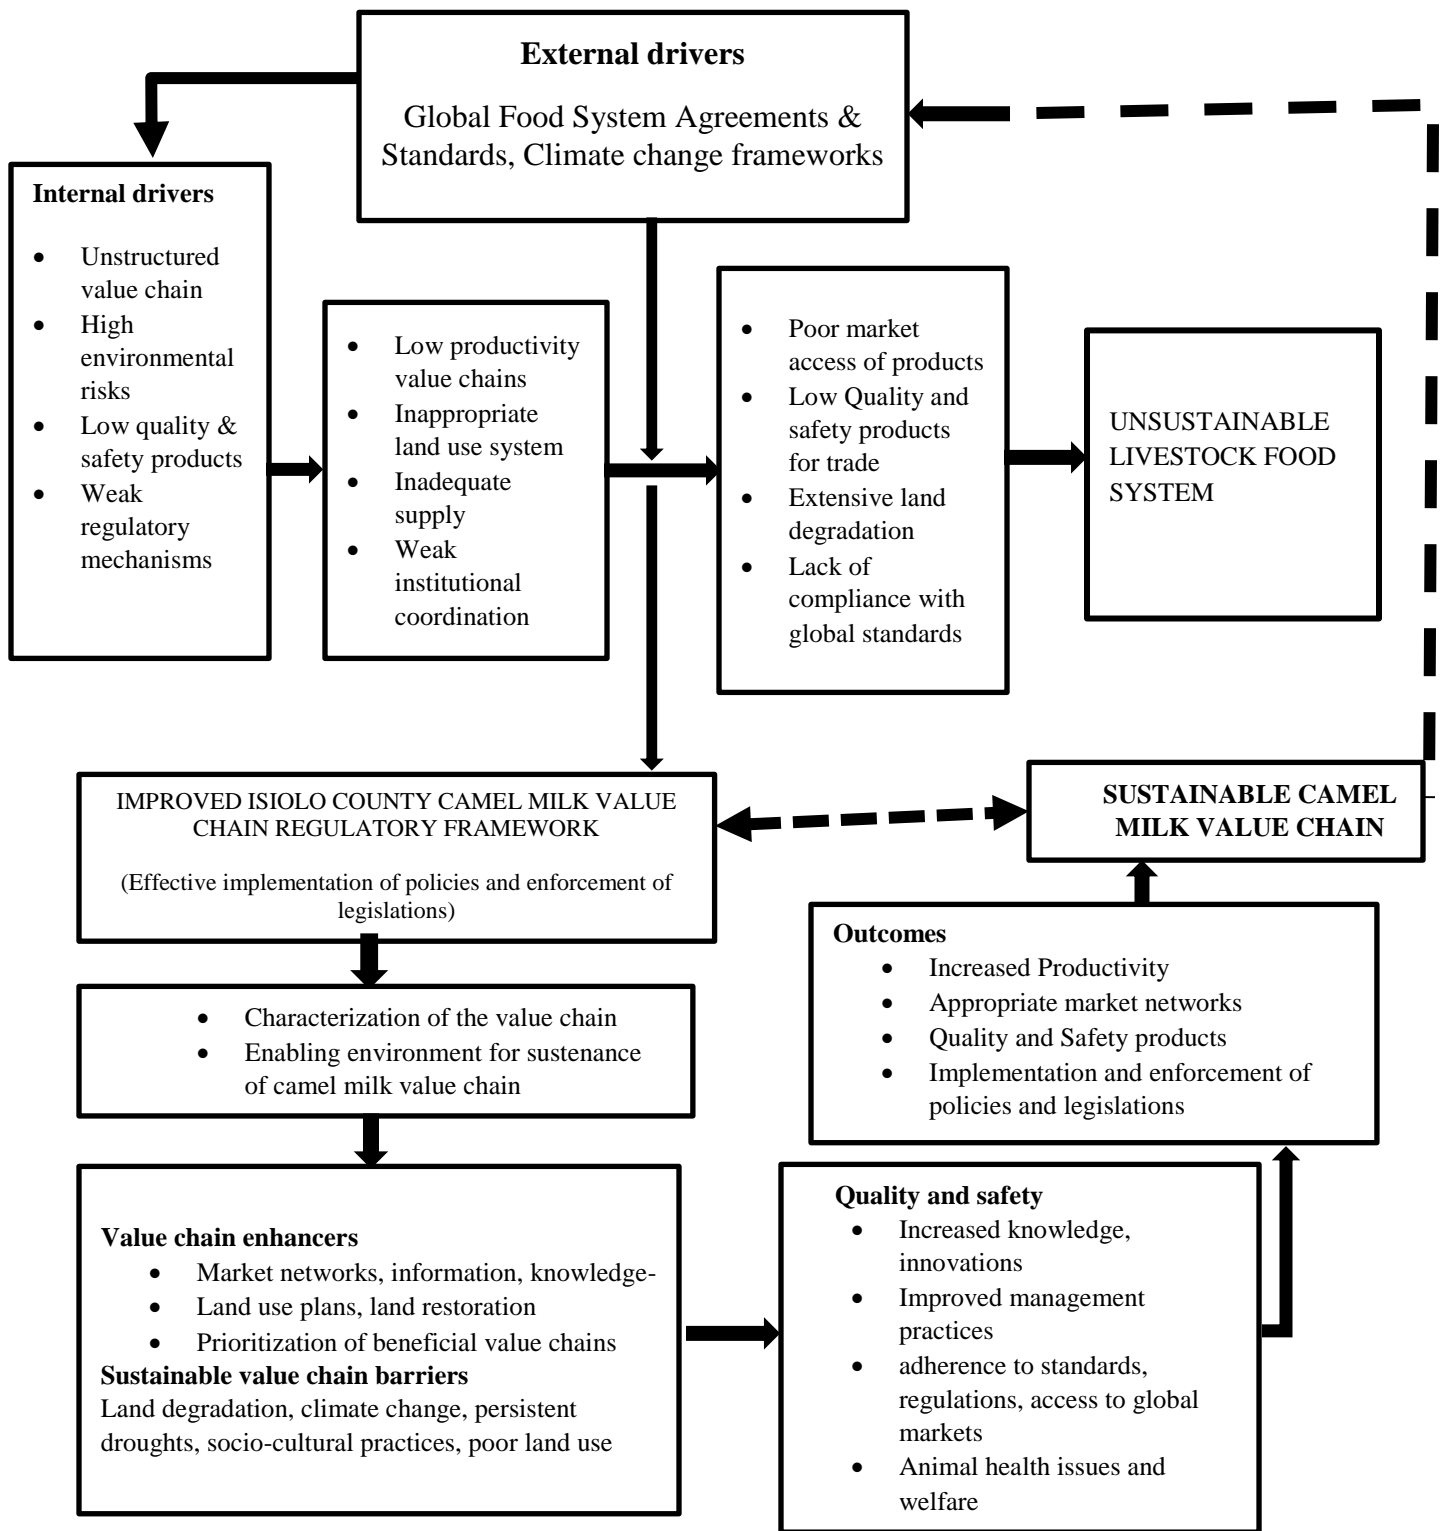 External drivers
Global Food System Agreements &
Standards, Climate change frameworks
Internal drivers
• Unstructured
value chain
• High
environmental
risks
• Low quality &
safety products
• Weak
regulatory
mechanisms
• Low productivity
value chains
• Inappropriate
land use system
• Inadequate
supply
• Weak
institutional
coordination
• Poor market
access of products
• Low Quality and
safety products
for trade
• Extensive land
degradation
• Lack of
compliance with
global standards
UNSUSTAINABLE
LIVESTOCK FOOD
SYSTEM
IMPROVED ISIOLO COUNTY CAMEL MILK VALUE
CHAIN REGULATORY FRAMEWORK
(Effective implementation of policies and enforcement of
legislations)
SUSTAINABLE CAMEL
MILK VALUE CHAIN
• Characterization of the value chain
• Enabling environment for sustenance
of camel milk value chain
Outcomes
• Increased Productivity
• Appropriate market networks
• Quality and Safety products
• Implementation and enforcement of
policies and legislations
Value chain enhancers
• Market networks, information, knowledge-
• Land use plans, land restoration
• Prioritization of beneficial value chains
Sustainable value chain barriers
Land degradation, climate change, persistent
droughts, socio-cultural practices, poor land use
Quality and safety
• Increased knowledge,
innovations
• Improved management
practices
• adherence to standards,
regulations, access to global
markets
• Animal health issues and
welfare